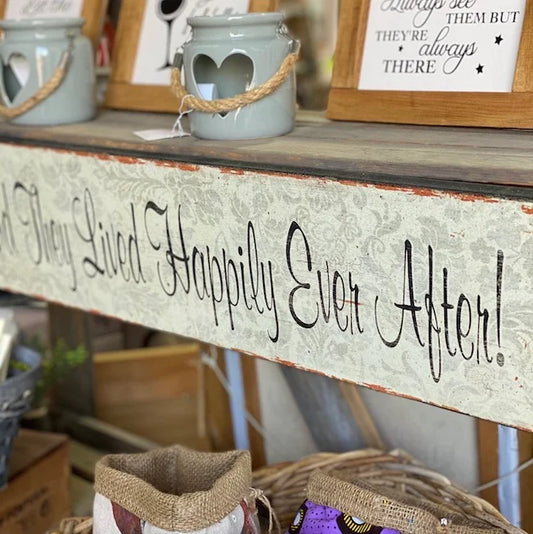 Always see
THEM BUT
THEY'RE always
THERE
They Lived Happily Ever After!